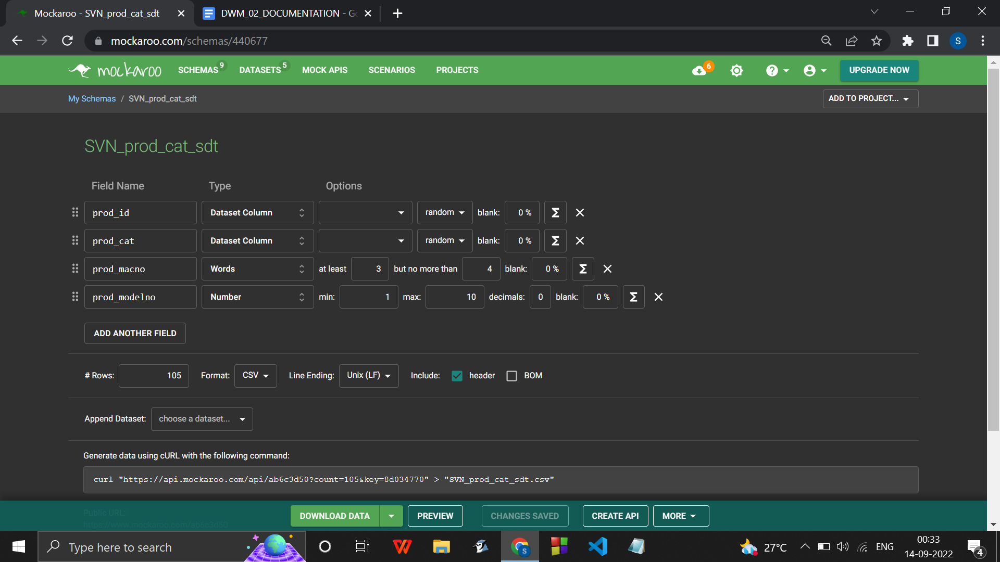 Mockaroo - SVN_prod_cat_sdt
DWM_02_DOCUMENTATION - Go
mockaroo.com/schemas/440677
S
mockaroo
SCHEMAS 9
DATASETS 5
MOCK APIS
SCENARIOS
PROJECTS
6
UPGRADE NOW
My Schemas / SVN_prod_cat_sdt
ADD TO PROJECT...
SVN_prod_cat_sdt
Field Name Type Options
prod_id Dataset Column random blank: 0 % Σ
prod_cat Dataset Column random blank: 0 % Σ
prod_macno Words at least 3 but no more than 4 blank: 0 % Σ
prod_modelno Number min: 1 max: 10 decimals: 0 blank: 0 % Σ
ADD ANOTHER FIELD
# Rows: 105 Format: CSV Line Ending: Unix (LF) Include: header BOM
Append Dataset: choose a dataset...
Generate data using cURL with the following command:
curl "https://api.mockaroo.com/api/ab6c3d50?count=105&key=8d034770" > "SVN_prod_cat_sdt.csv"
Public URL:
https://www.mockaroo.com/ab6c3d50
DOWNLOAD DATA PREVIEW CHANGES SAVED CREATE API MORE
Type here to search
S
27°C
ENG
00:33
14-09-2022
4